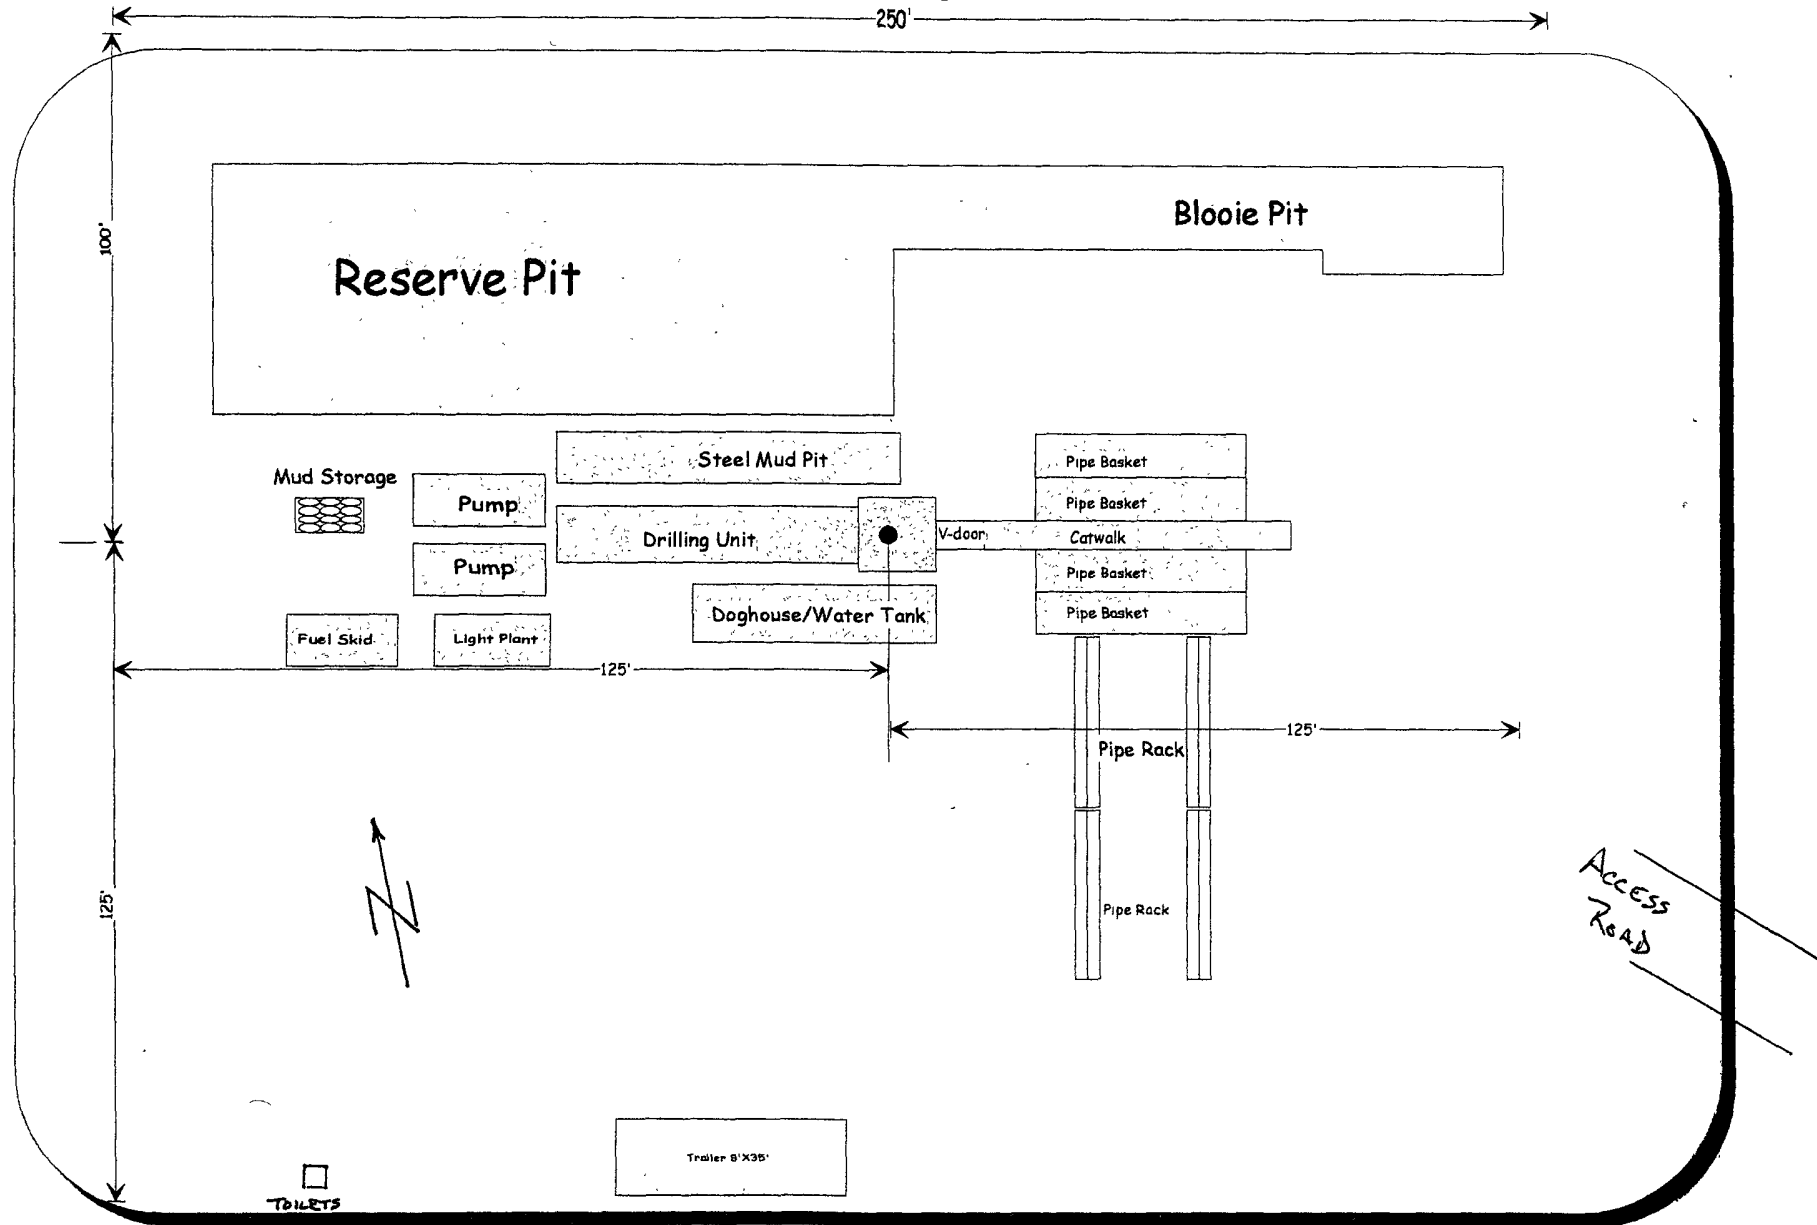 250'
100'
Blooie Pit
Reserve Pit
Steel Mud Pit
Pipe Basket
Mud Storage
Pump
Pipe Basket
Drilling Unit
V-door
Catwalk
Pump
Pipe Basket
Doghouse/Water Tank
Pipe Basket
Fuel Skid
Light Plant
125'
125'
Pipe Rack
125'
N
ACCESS
ROAD
Pipe Rack
Trailer 8'X35'
TOILETS